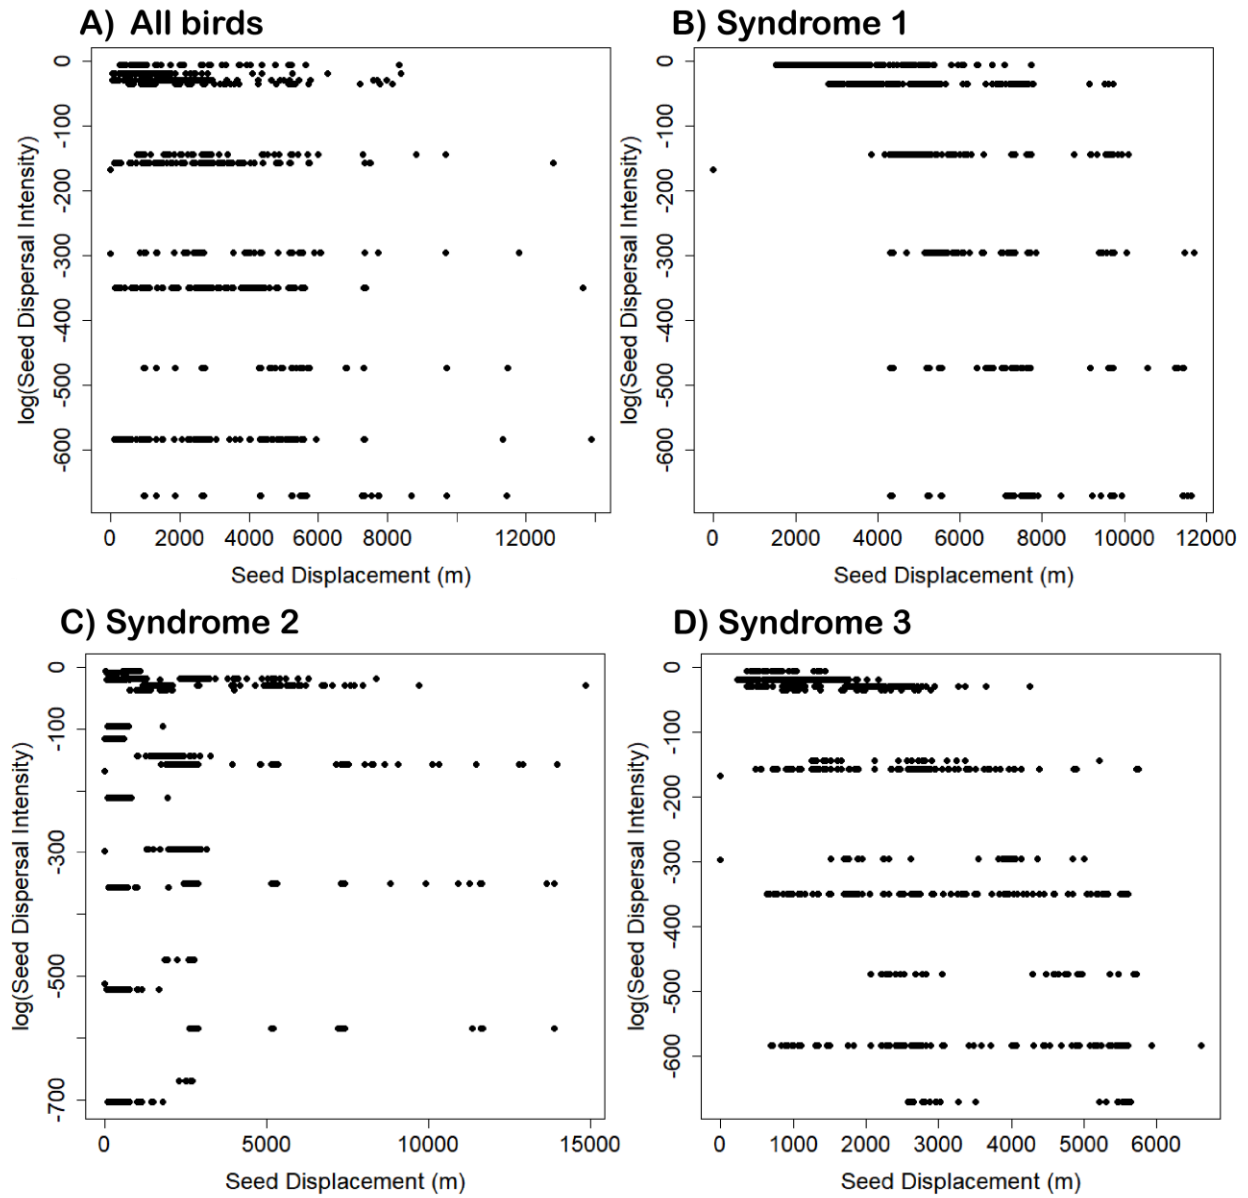 A) All birds
B) Syndrome 1
log(Seed Dispersal Intensity)
0
-100
-200
-300
-400
-500
-600
0 2000 4000 6000 8000 12000
Seed Displacement (m)
log(Seed Dispersal Intensity)
0
-100
-200
-300
-400
-500
-600
0 2000 4000 6000 8000 10000 12000
Seed Displacement (m)
C) Syndrome 2
D) Syndrome 3
log(Seed Dispersal Intensity)
0
-100
-300
-500
-700
0 5000 10000 15000
Seed Displacement (m)
log(Seed Dispersal Intensity)
0
-100
-200
-300
-400
-500
-600
0 1000 2000 3000 4000 5000 6000
Seed Displacement (m)